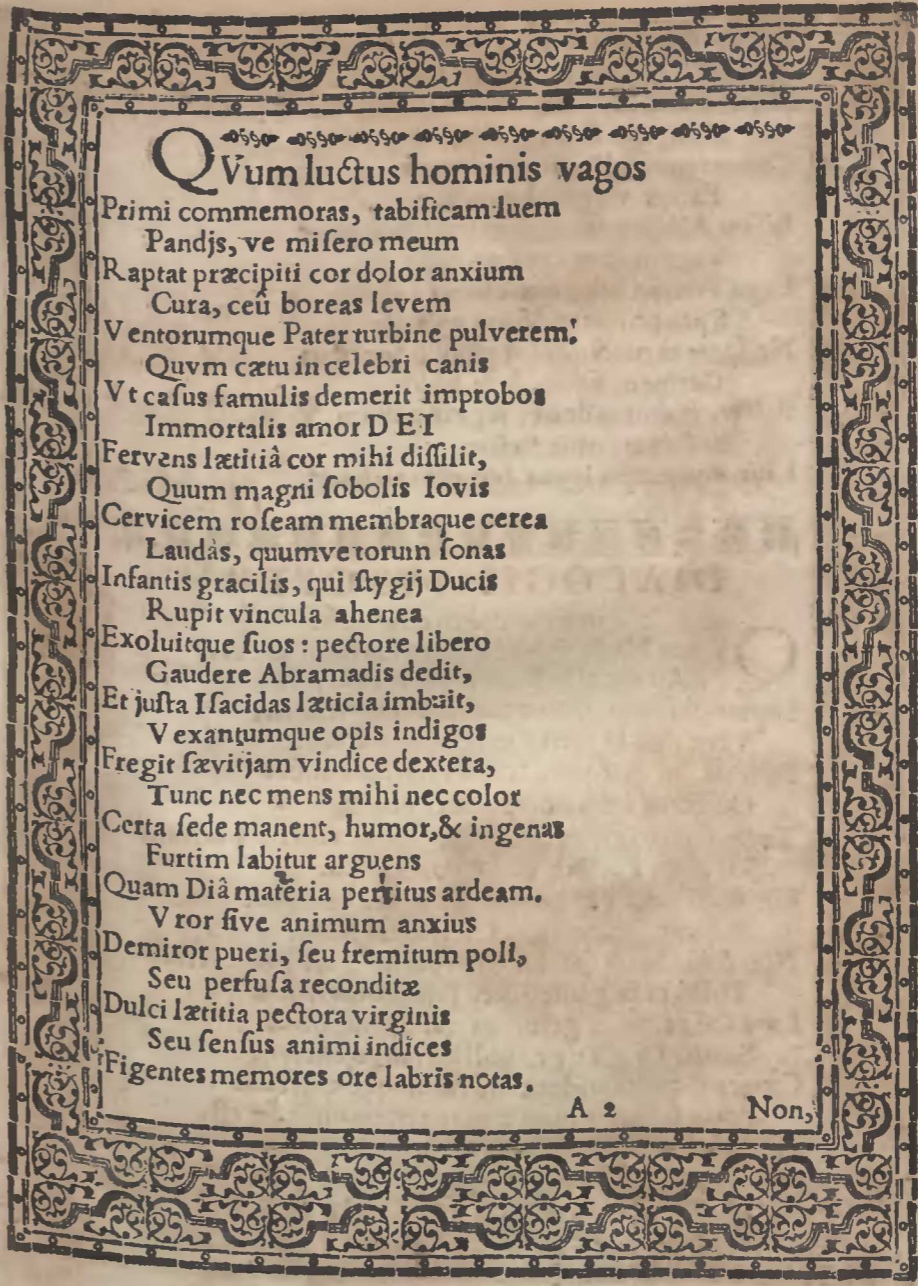 QVum luctus hominis vagos
Primi commemoras, tabificam luem
Pandjs, ve misero meum
Raptat præcipiti cor dolor anxium
Cura, ceû boreas levem
Ventorumque Pater turbine pulverem!
Quvm cætu in celebri canis
Vt casus famulis demerit improbos
Immortalis amor DEI
Fervens lætitiâ cor mihi dissilit,
Quum magni sobolis Iovis
Cervicem roseam membraque cerea
Laudàs, quumve torum sonas
Infantis gracilis, qui stygij Ducis
Rupit vincula ahenea
Exoluitque suos : pectore libero
Gaudere Abramadis dedit,
Et justa Isacidas læticia imbuit,
Vexantumque opis indigos
Fregit sævitjam vindice dextera,
Tunc nec mens mihi nec color
Certa sede manent, humor,& ingenas
Furtim labitur arguens
Quam Diâ materia penitus ardeam.
Vror sive animum anxius
Demiror pueri, seu fremitum poli,
Seu perfusa reconditæ
Dulci lætitia pectora virginis
Seu sensus animi indices
Figentes memores ore labris notas.
A 2 Non,